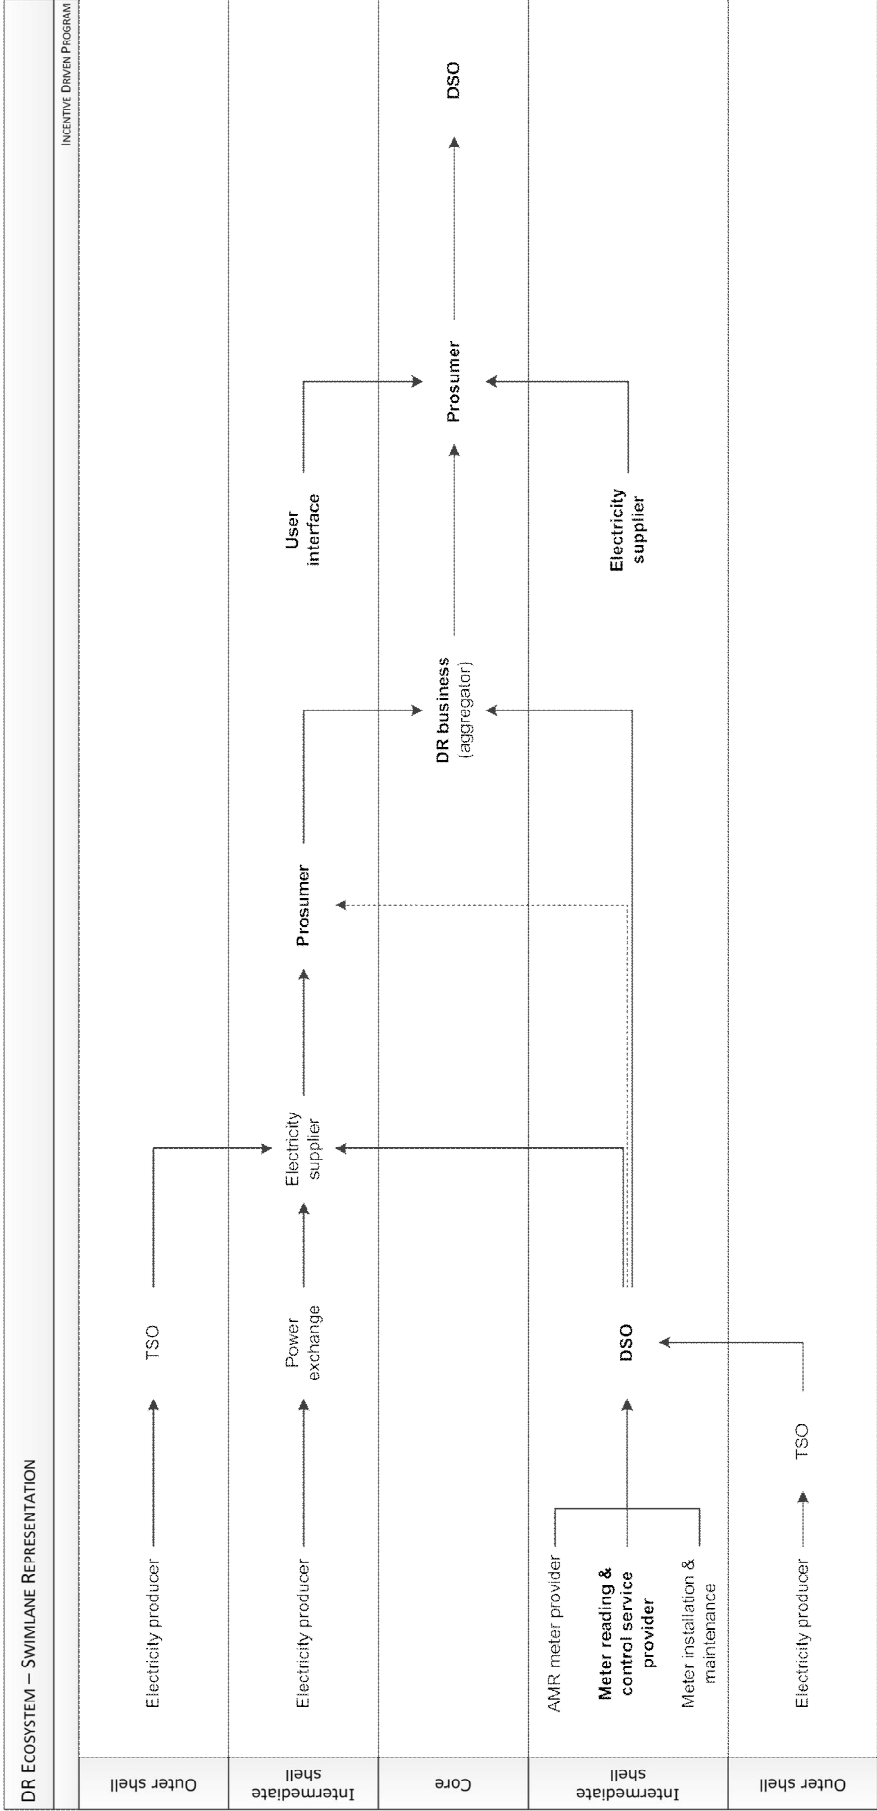 DR ECOSYSTEM – SWIMLANE REPRESENTATION
INCENTIVE DRIVEN PROGRAM
Outer shell
Electricity producer
TSO
Intermediate
shell
Electricity producer
Power
exchange
Electricity
supplier
Prosumer
User
interface
Core
DR business
(aggregator)
Prosumer
DSO
Intermediate
shell
AMR meter provider
Meter reading &
control service
provider
Meter installation &
maintenance
DSO
Electricity
supplier
Outer shell
Electricity producer
TSO